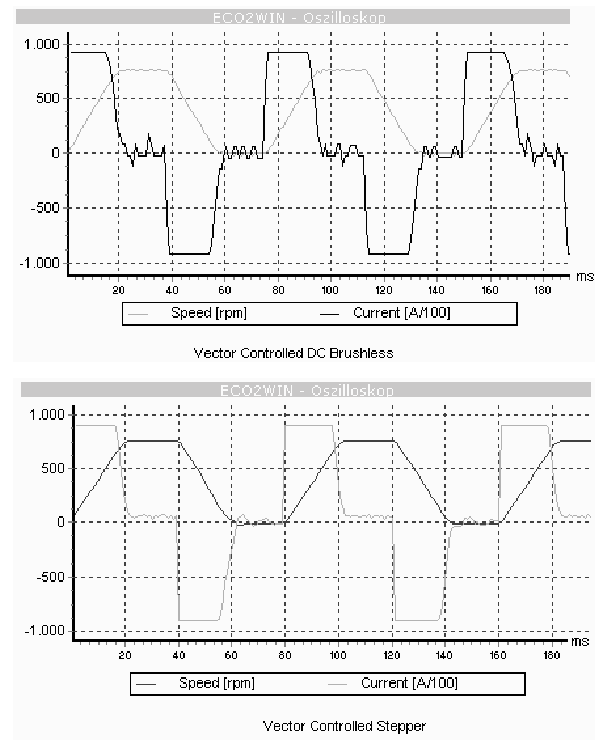 ECO2WIN - Oszilloskop
1.000
500
0
-500
-1.000
20 40 60 80 100 120 140 160 180
ms
Speed [rpm] Current [A/100]
Vector Controlled DC Brushless
ECO2WIN - Oszilloskop
1.000
500
0
-500
-1.000
20 40 60 80 100 120 140 160 180
ms
Speed [rpm] Current [A/100]
Vector Controlled Stepper